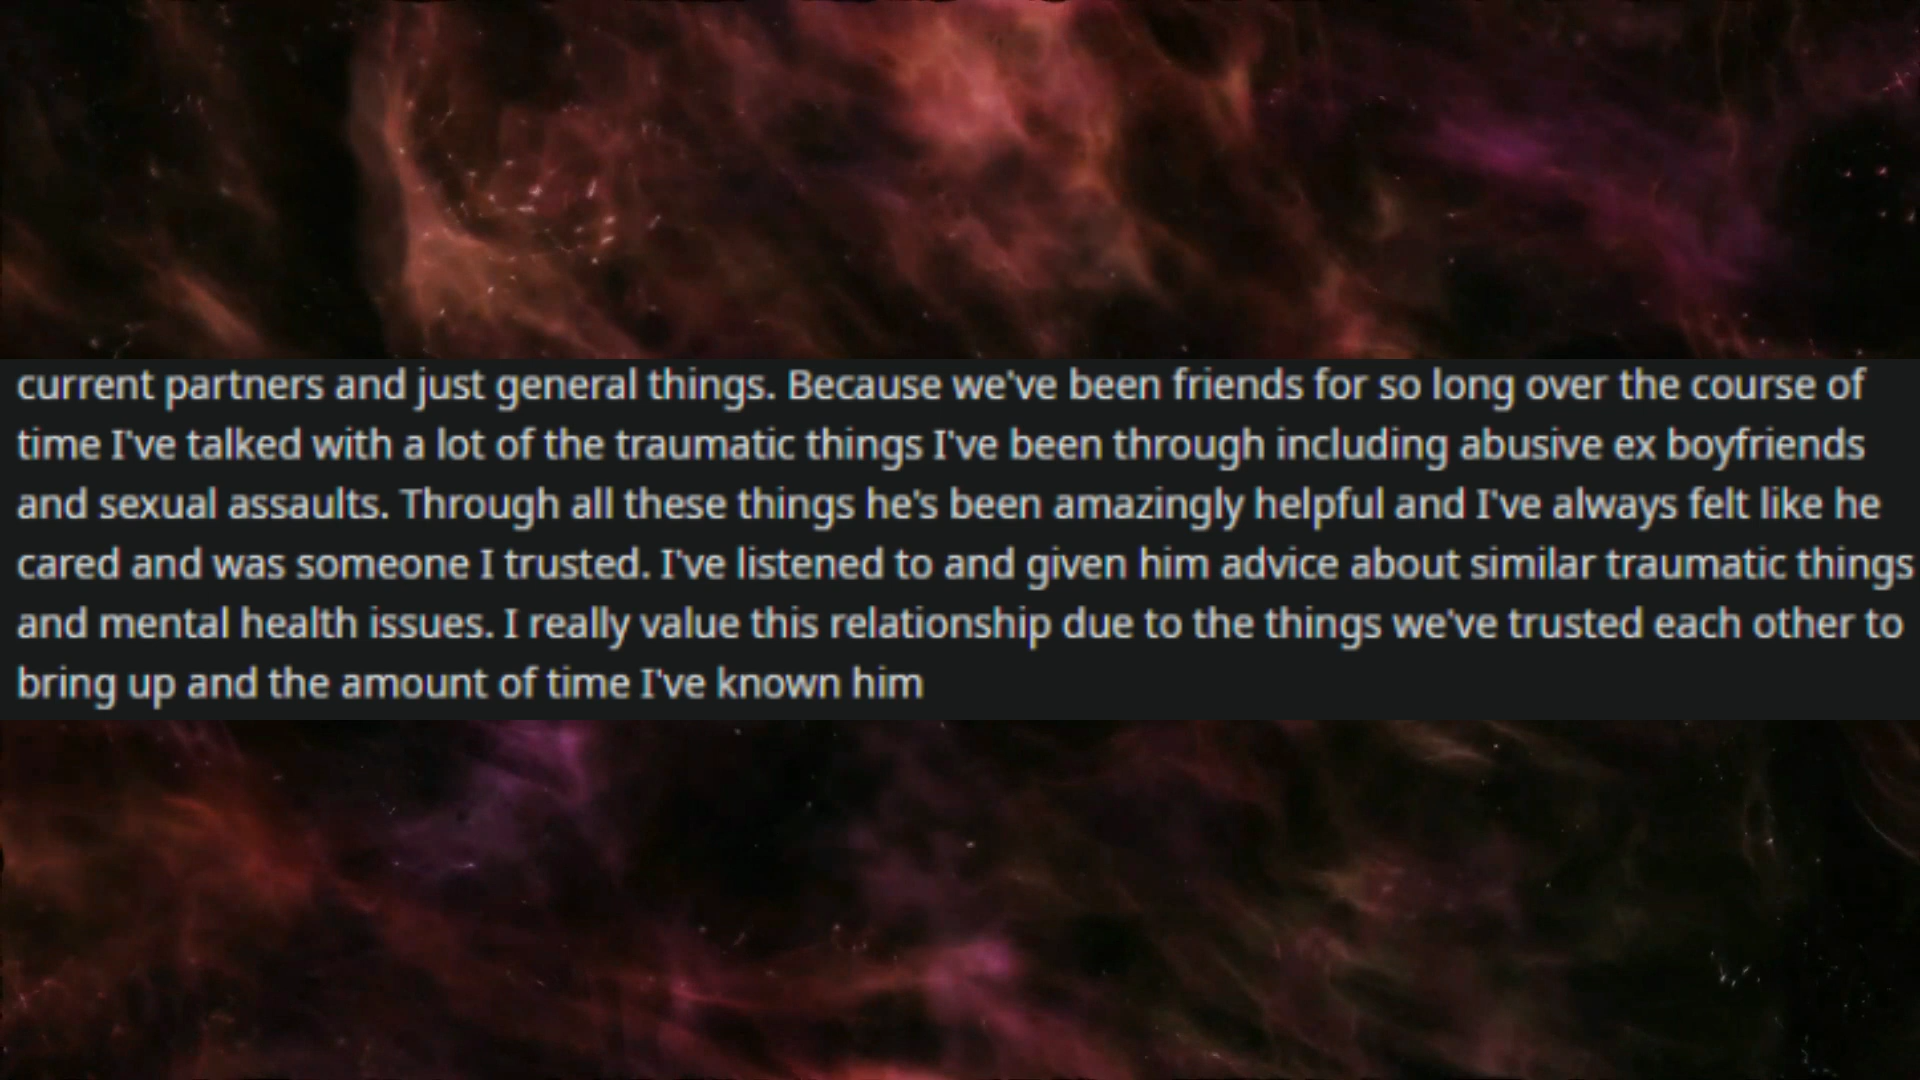 current partners and just general things. Because we've been friends for so long over the course of
time I've talked with a lot of the traumatic things I've been through including abusive ex boyfriends
and sexual assaults. Through all these things he's been amazingly helpful and I've always felt like he
cared and was someone I trusted. I've listened to and given him advice about similar traumatic things
and mental health issues. I really value this relationship due to the things we've trusted each other to
bring up and the amount of time I've known him